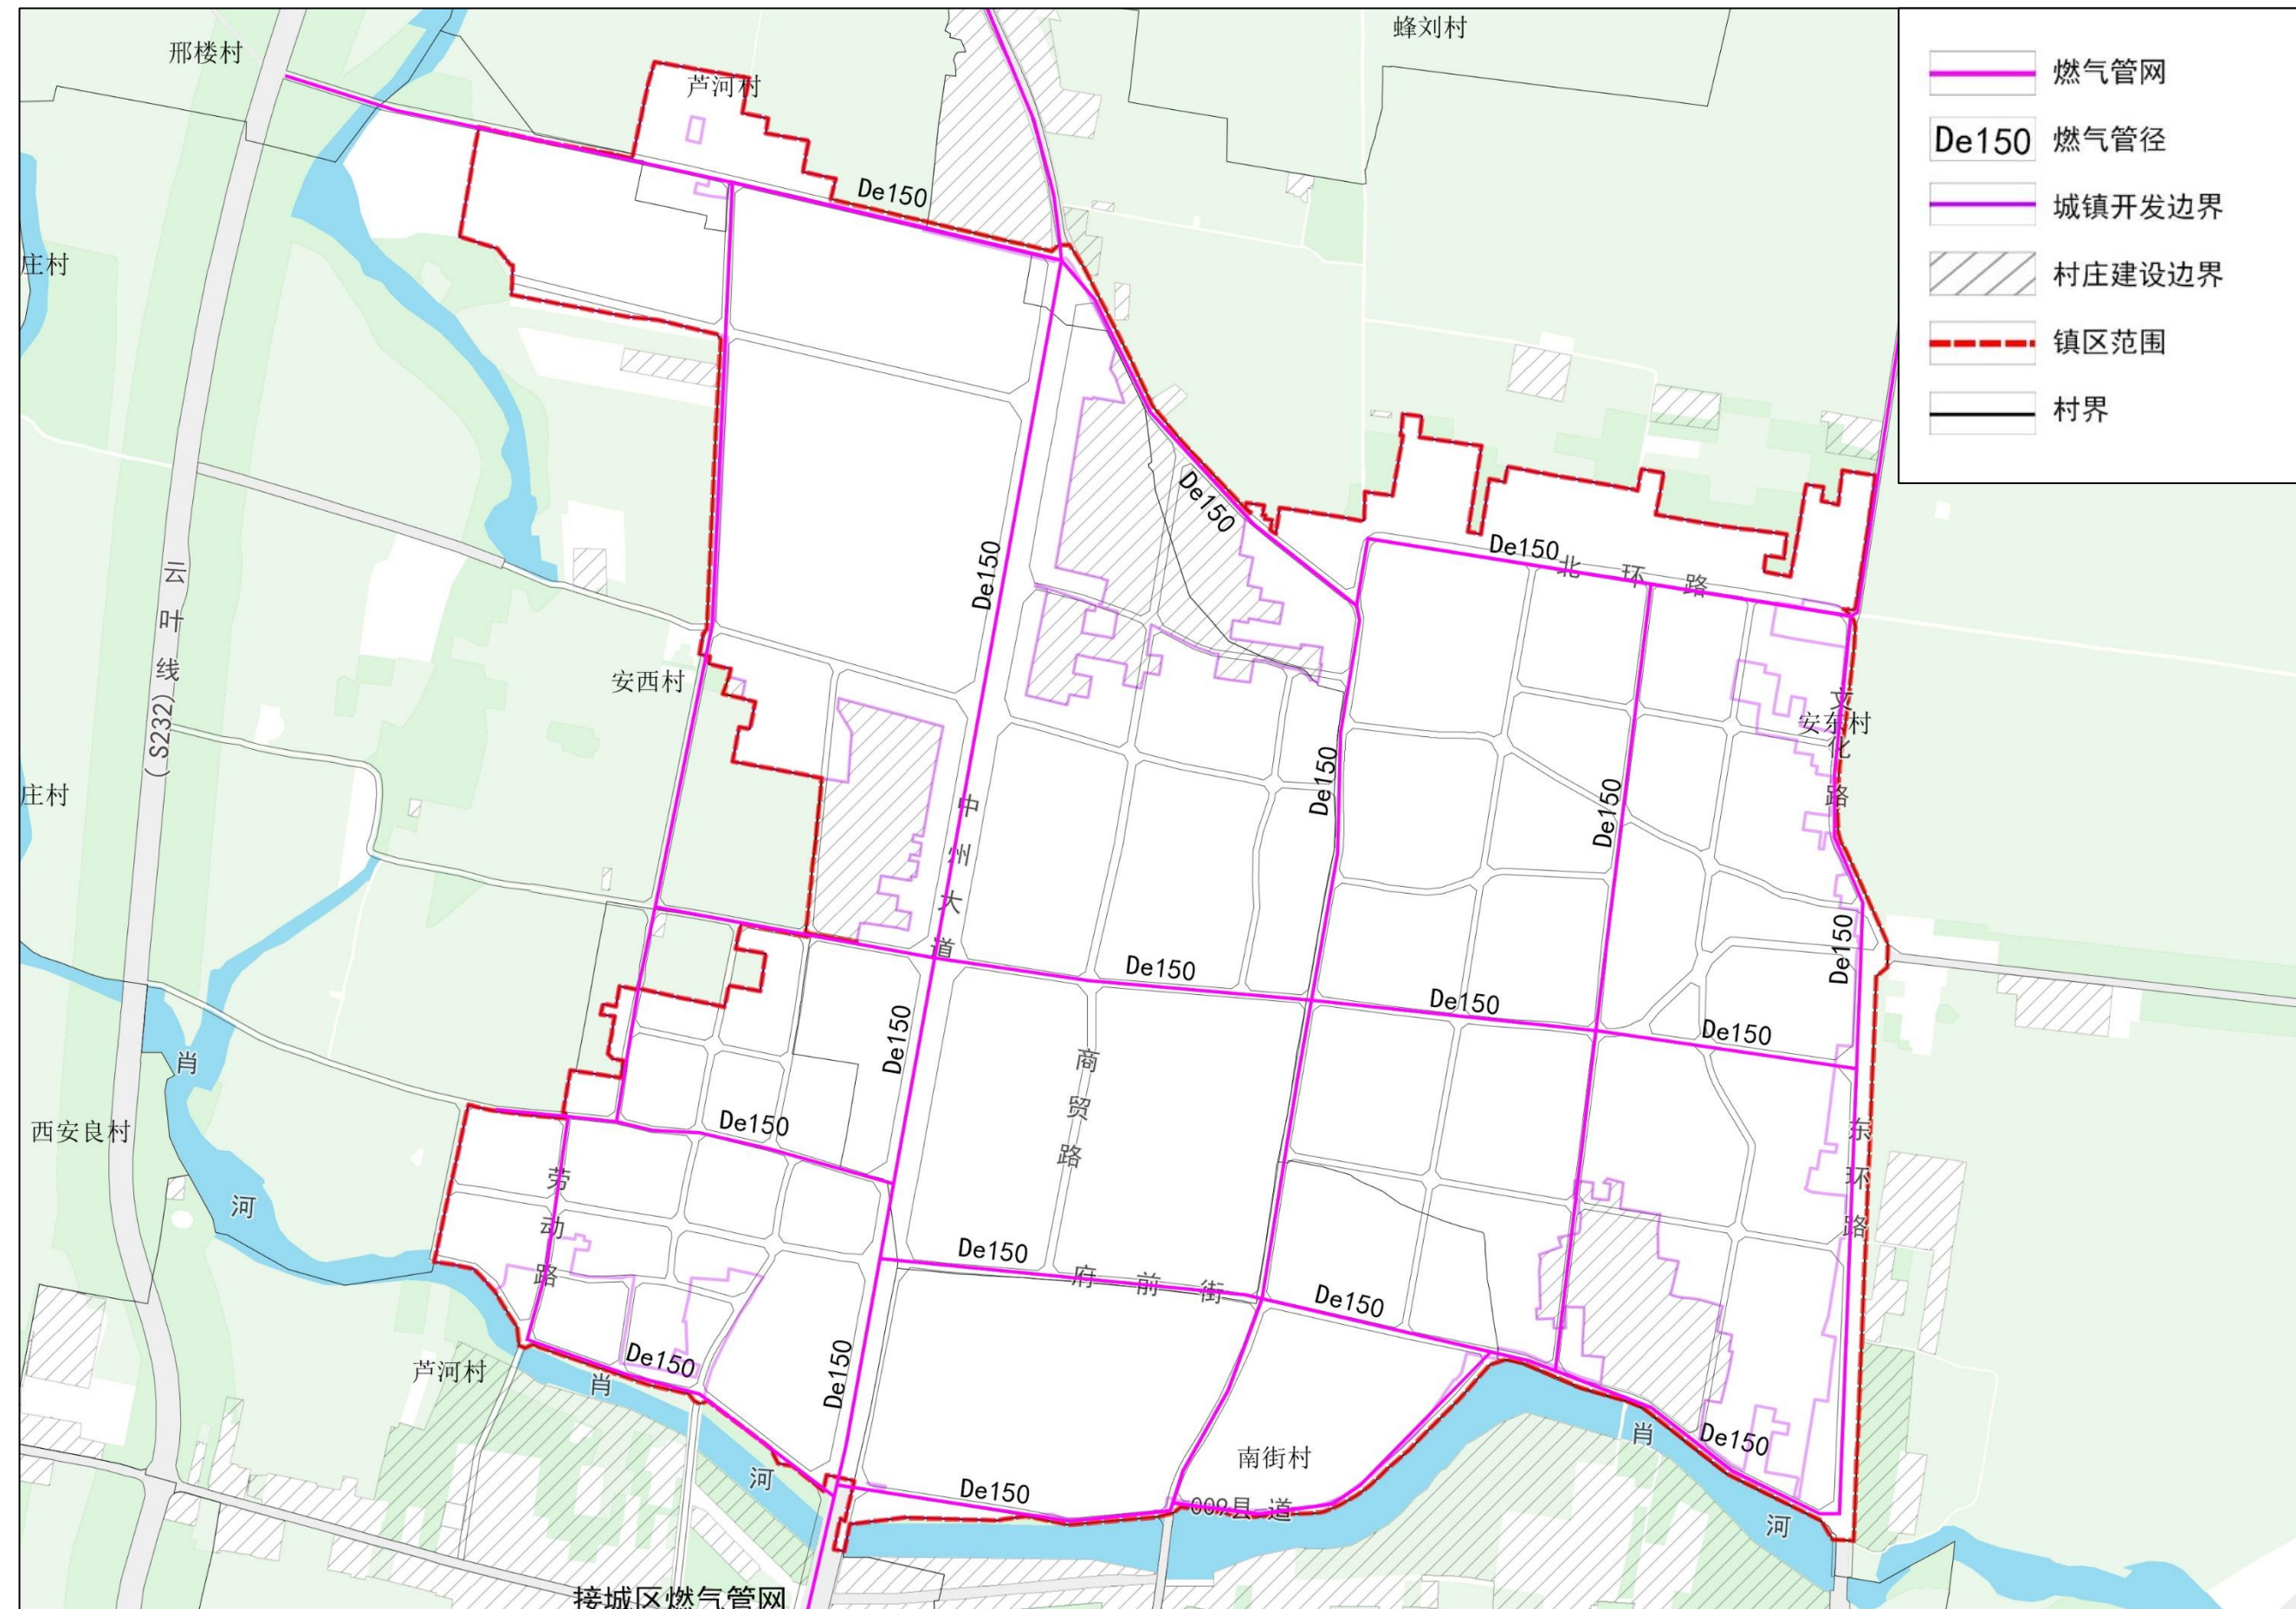 蜂刘村
邢楼村
芦河村
燃气管网
De150
燃气管径
城镇开发边界
村庄建设边界
镇区范围
村界
De150
庄村
De150
De150
De150
北环路
云叶线(S232)
安西村
文化路
安东村
De150
De150
庄村
中州大道
De150
De150
De150
De150
De150
肖
河
商贸路
西安良村
De150
东环路
劳动路
De150
府前街
De150
De150
De150
芦河村
肖
河
De150
南街村
009县道
肖
河
De150
接城区燃气管网